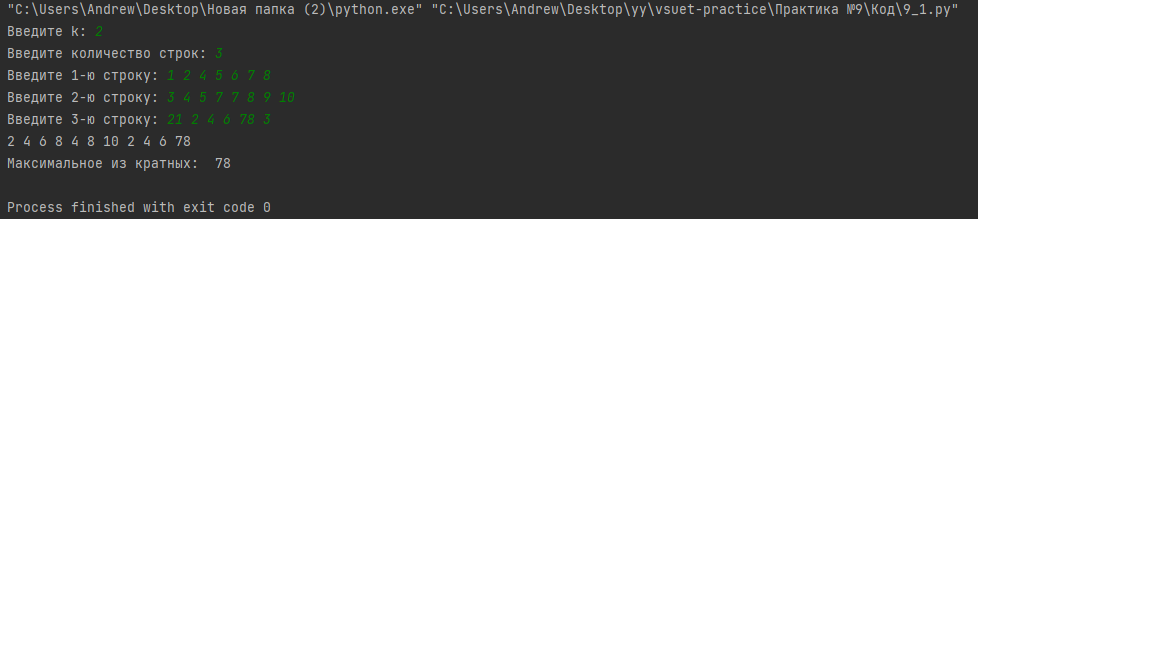 "C:\Users\Andrew\Desktop\Новая папка (2)\python.exe" "C:\Users\Andrew\Desktop\yy\vsuet-practice\Практика №9\Код\9_1.py"
Введите k: 2
Введите количество строк: 3
Введите 1-ю строку: 1 2 4 5 6 7 8
Введите 2-ю строку: 3 4 5 7 7 8 9 10
Введите 3-ю строку: 21 2 4 6 78 3
2 4 6 8 4 8 10 2 4 6 78
Максимальное из кратных:  78
Process finished with exit code 0